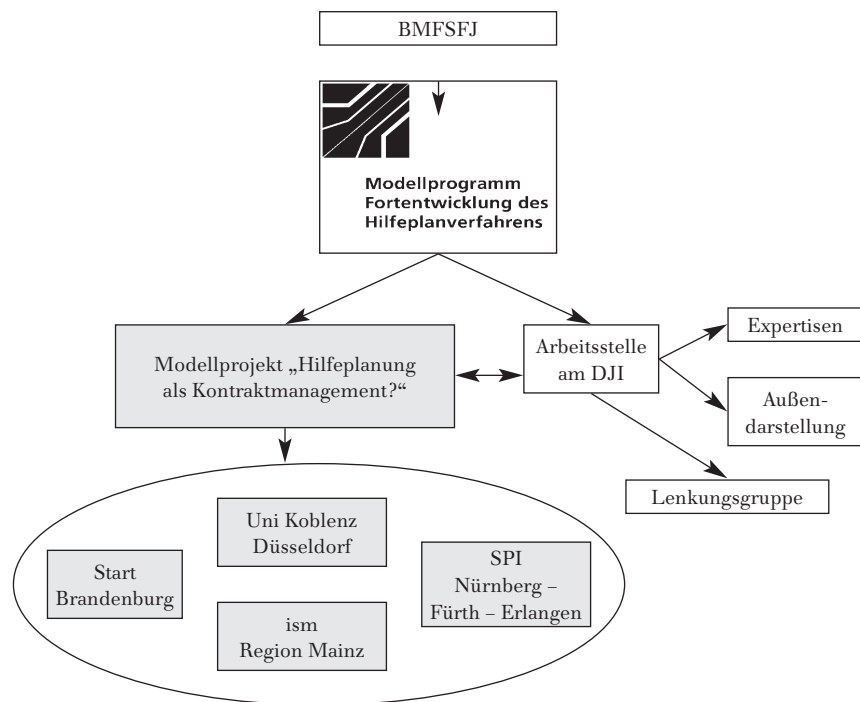 BMFSFJ
Modellprogramm
Fortentwicklung des
Hilfeplanverfahrens
Modellprojekt „Hilfeplanung
als Kontraktmanagement?“
Arbeitsstelle
am DJI
Expertisen
Außen-
darstellung
Lenkungsgruppe
Uni Koblenz
Düsseldorf
Start
Brandenburg
SPI
Nürnberg –
Fürth – Erlangen
ism
Region Mainz